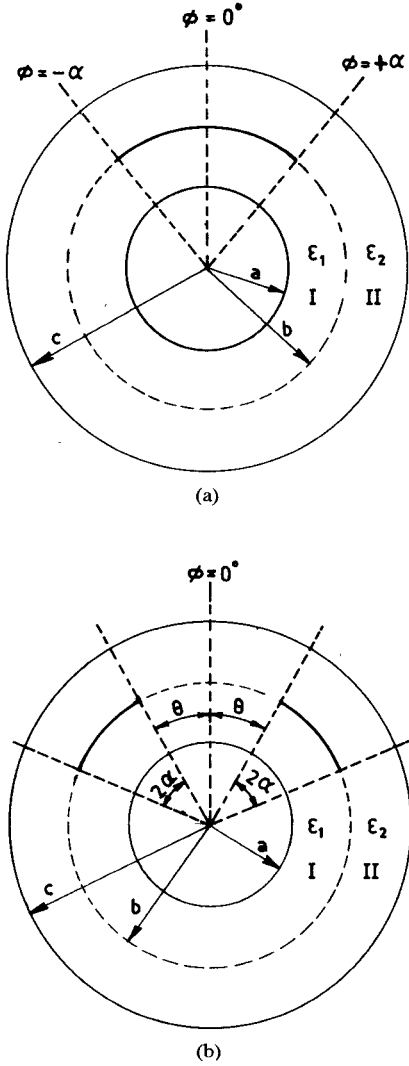 ø = 0°
ø = -α
ø = +α
ε₁ ε₂
a
I II
b
c
(a)
ø = 0°
θ θ
2α 2α
ε₁ ε₂
a
I II
c
b
(b)